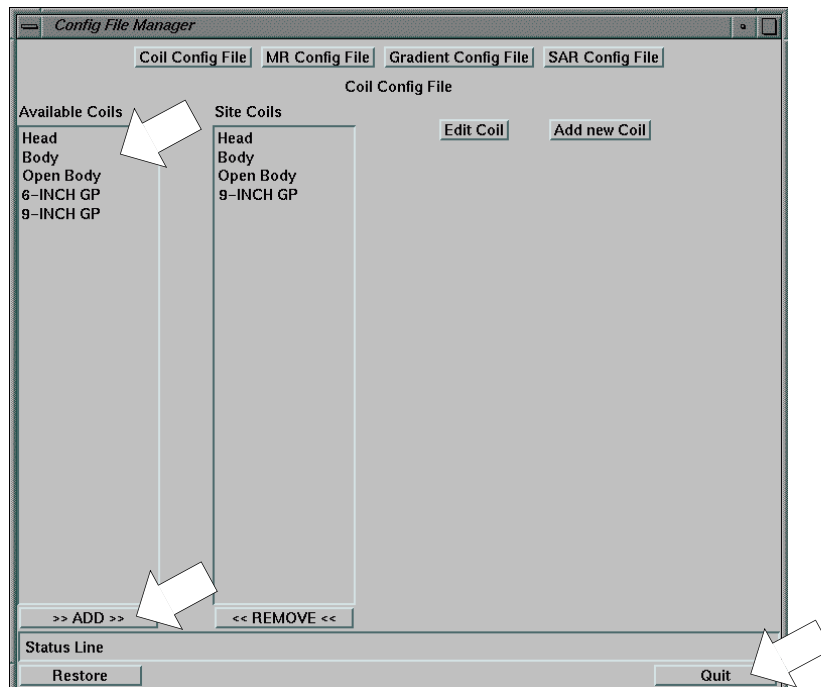 Config File Manager
Coil Config File MR Config File Gradient Config File SAR Config File
Coil Config File
Available Coils
Head
Body
Open Body
6-INCH GP
9-INCH GP
>> ADD >>
Site Coils
Head
Body
Open Body
9-INCH GP
<< REMOVE <<
Edit Coil Add new Coil
Status Line
Restore Quit